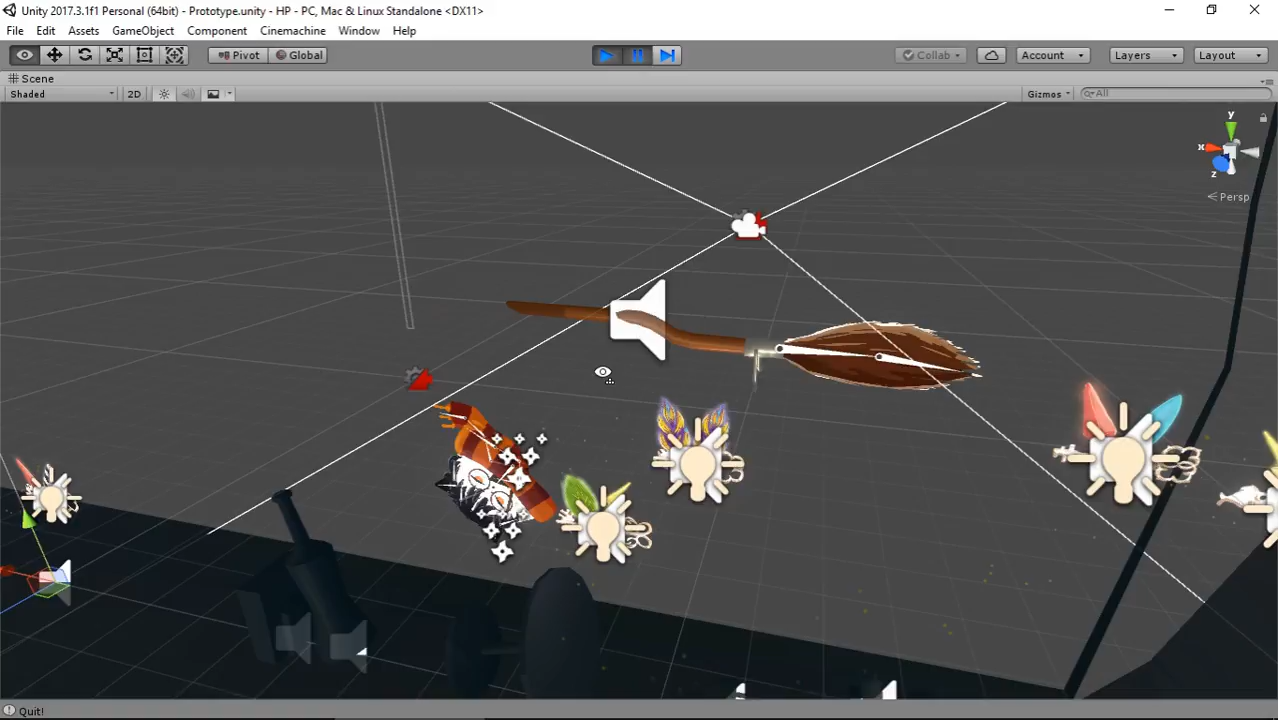 Unity 2017.3.1f1 Personal (64bit) - Prototype.unity - HP - PC, Mac & Linux Standalone <DX11>
File Edit Assets GameObject Component Cinemachine Window Help
Pivot Global Collab Account Layers Layout
Scene
Shaded 2D Gizmos All
y
x
z
Persp
Quit!